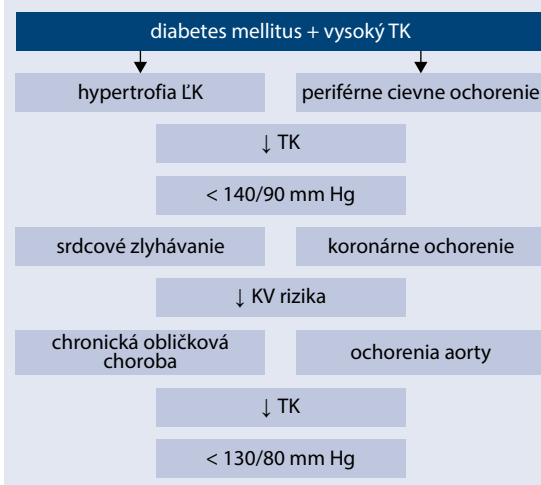 diabetes mellitus + vysoký TK
hypertrofia ĽK
periférne cievne ochorenie
↓ TK
< 140/90 mm Hg
srdcové zlyhávanie
koronárne ochorenie
↓ KV rizika
chronická obličková
choroba
ochorenia aorty
↓ TK
< 130/80 mm Hg